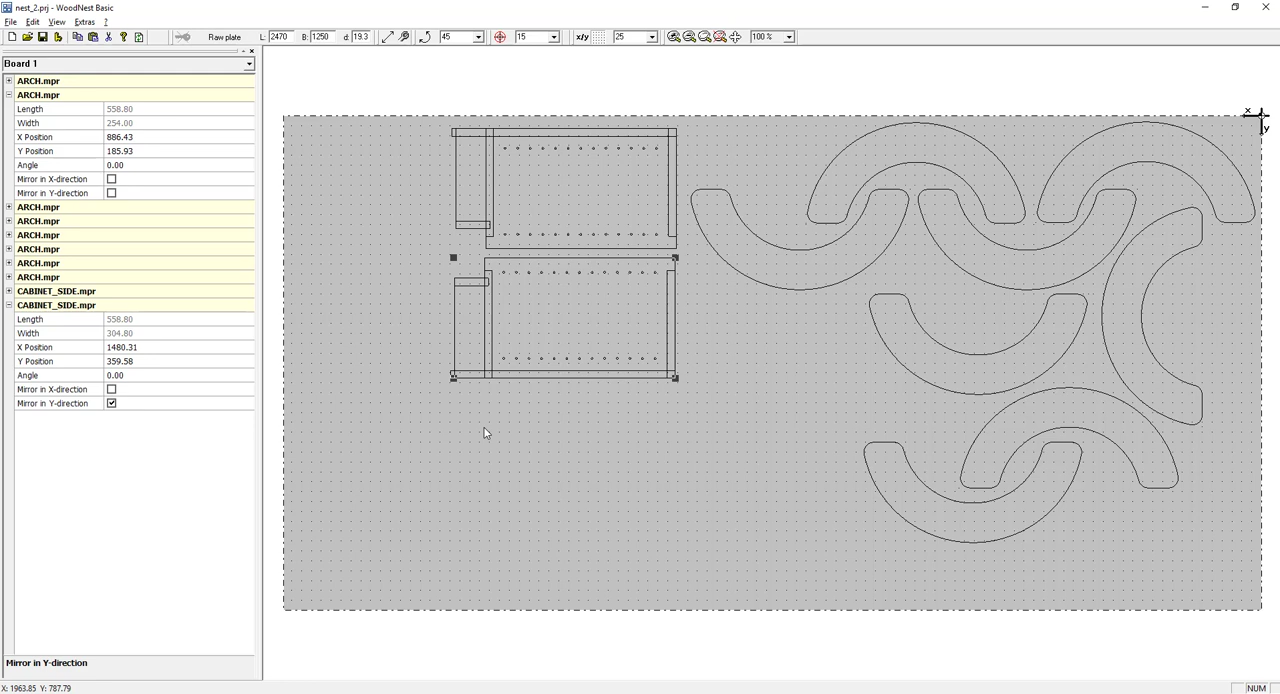 nest_2.prj - WoodNest Basic
File Edit View Extras ?
Raw plate L: 2470 B: 1250 d: 19.3 45 15 x/y 25 100 %
Board 1
ARCH.mpr
ARCH.mpr
Length 558.80
Width 254.00
X Position 886.43
Y Position 185.93
Angle 0.00
Mirror in X-direction
Mirror in Y-direction
ARCH.mpr
ARCH.mpr
ARCH.mpr
ARCH.mpr
ARCH.mpr
ARCH.mpr
CABINET_SIDE.mpr
CABINET_SIDE.mpr
Length 558.80
Width 304.80
X Position 1480.31
Y Position 359.58
Angle 0.00
Mirror in X-direction
Mirror in Y-direction
x
y
Mirror in Y-direction
X: 1963.85 Y: 787.79 NUM